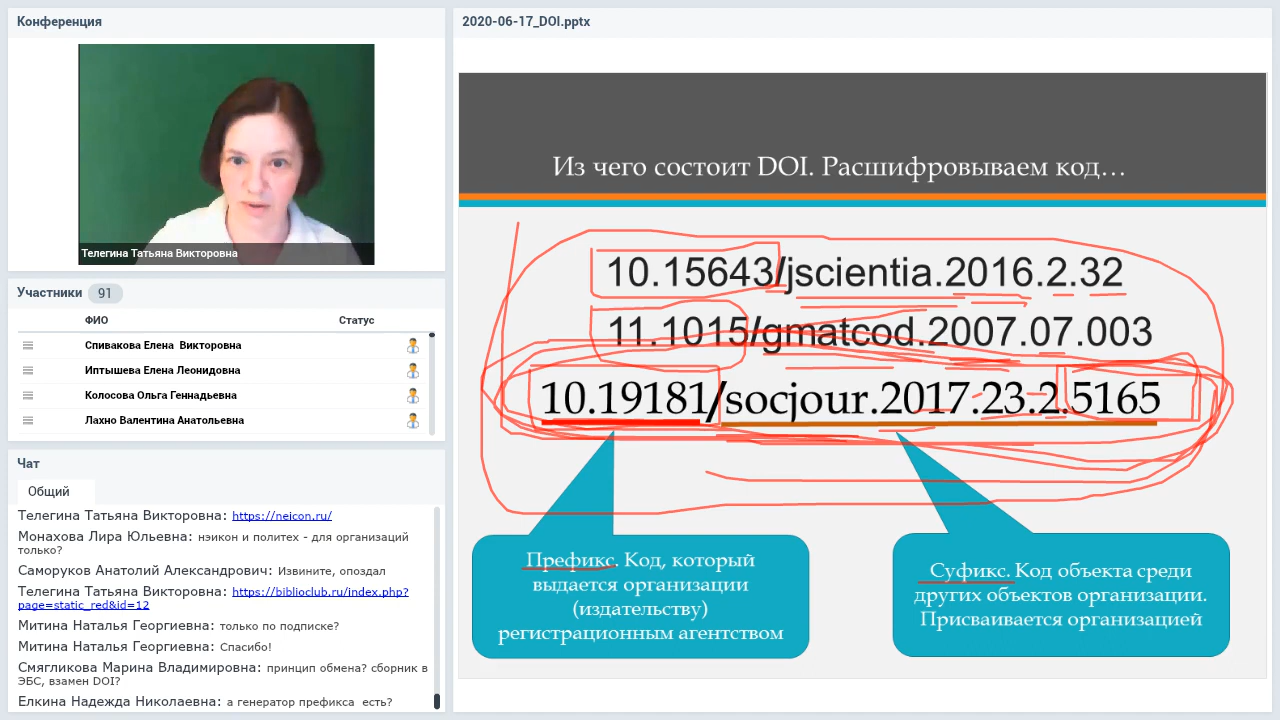 Конференция
Телегина Татьяна Викторовна
Участники 91
ФИО Статус
Спивакова Елена Викторовна
Иптышева Елена Леонидовна
Колосова Ольга Геннадьевна
Лахно Валентина Анатольевна
Чат
Общий
Телегина Татьяна Викторовна: https://neicon.ru/
Монахова Лира Юльевна: нэикон и политех - для организаций
только?
Саморуков Анатолий Александрович: Извините, опоздал
Телегина Татьяна Викторовна: https://biblioclub.ru/index.php?
page=static_red&id=12
Митина Наталья Георгиевна: только по подписке?
Митина Наталья Георгиевна: Спасибо!
Смягликова Марина Владимировна: принцип обмена? сборник в
ЭБС, взамен DOI?
Елкина Надежда Николаевна: а генератор префикса есть?
2020-06-17_DOI.pptx
Из чего состоит DOI. Расшифровываем код…
10.15643/jscientia.2016.2.32
11.1015/gmatcod.2007.07.003
10.19181/socjour.2017.23.2.5165
Префикс. Код, который
выдается организации
(издательству)
регистрационным агентством
Суфикс. Код объекта среди
других объектов организации.
Присваивается организацией